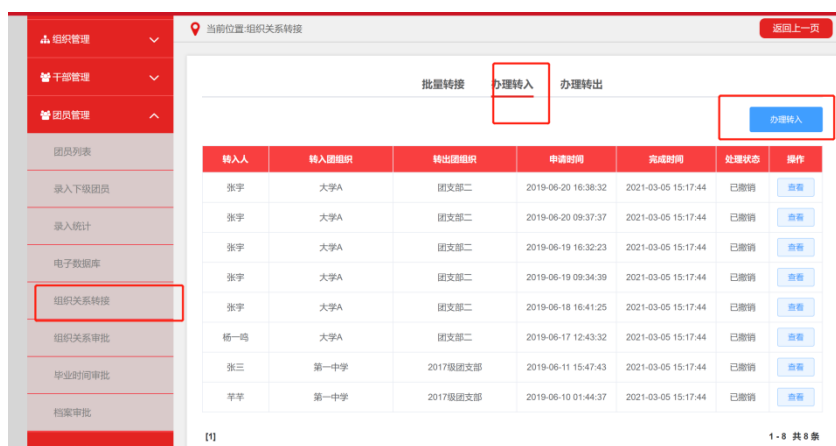 组织管理
当前位置:组织关系转接
返回上一页
干部管理
团员管理
团员列表
录入下级团员
录入统计
电子数据库
组织关系转接
组织关系审批
毕业时间审批
档案审批
批量转接 办理转入 办理转出
办理转入
转入人 转入团组织 转出团组织 申请时间 完成时间 处理状态 操作
张宇 大学A 团支部二 2019-06-20 16:38:32 2021-03-05 15:17:44 已撤销 查看
张宇 大学A 团支部二 2019-06-20 09:37:37 2021-03-05 15:17:44 已撤销 查看
张宇 大学A 团支部二 2019-06-19 16:32:23 2021-03-05 15:17:44 已撤销 查看
张宇 大学A 团支部二 2019-06-19 09:34:39 2021-03-05 15:17:44 已撤销 查看
张宇 大学A 团支部二 2019-06-18 16:41:25 2021-03-05 15:17:44 已撤销 查看
杨一鸣 大学A 团支部二 2019-06-17 12:43:32 2021-03-05 15:17:44 已撤销 查看
张三 第一中学 2017级团支部 2019-06-11 15:47:43 2021-03-05 15:17:44 已撤销 查看
芊芊 第一中学 2017级团支部 2019-06-10 01:44:37 2021-03-05 15:17:44 已撤销 查看
[1]
1-8 共8条